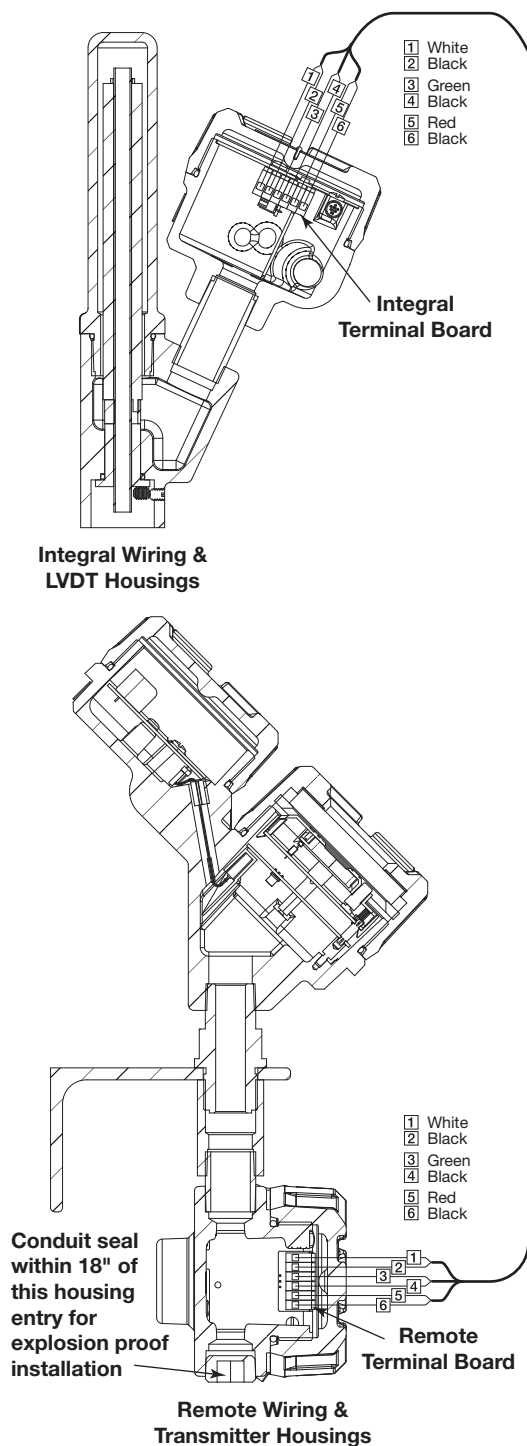 1 White
2 Black
3 Green
4 Black
5 Red
6 Black
1
2
3
4
5
6
Integral
Terminal Board
Integral Wiring &
LVDT Housings
1 White
2 Black
3 Green
4 Black
5 Red
6 Black
1
2
3
4
5
6
Conduit seal
within 18" of
this housing
entry for
explosion proof
installation
Remote
Terminal Board
Remote Wiring &
Transmitter Housings